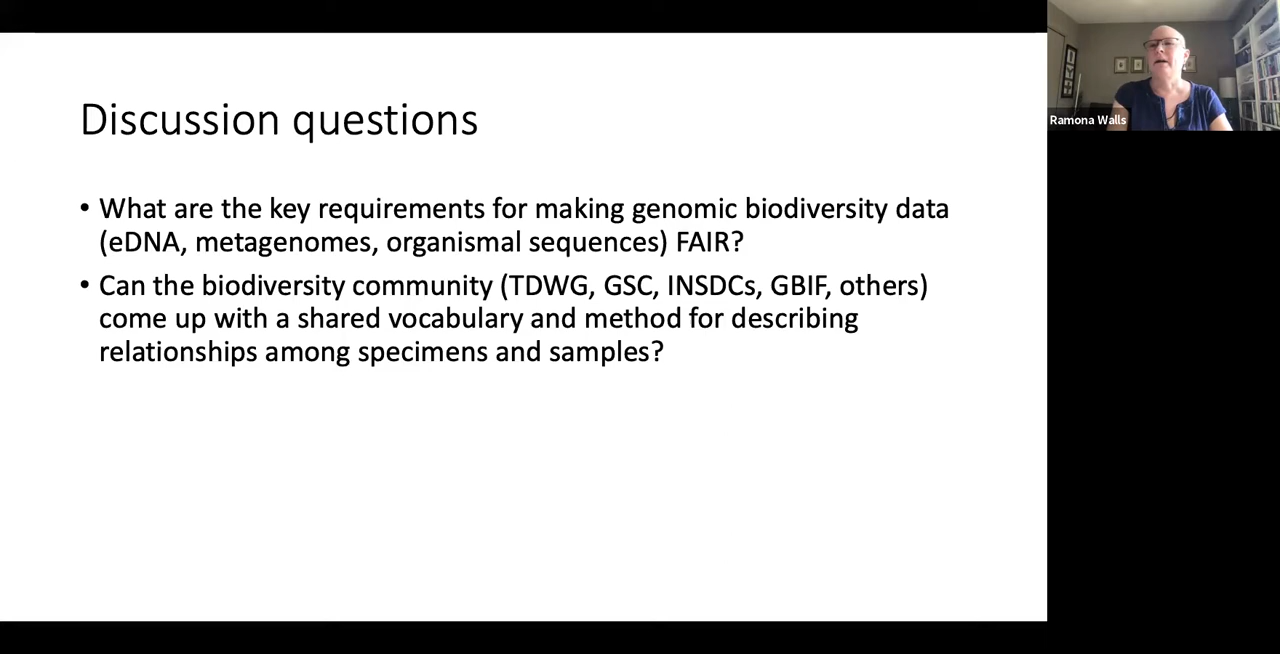 Discussion questions
• What are the key requirements for making genomic biodiversity data
(eDNA, metagenomes, organismal sequences) FAIR?
• Can the biodiversity community (TDWG, GSC, INSDCs, GBIF, others)
come up with a shared vocabulary and method for describing
relationships among specimens and samples?
Ramona Walls